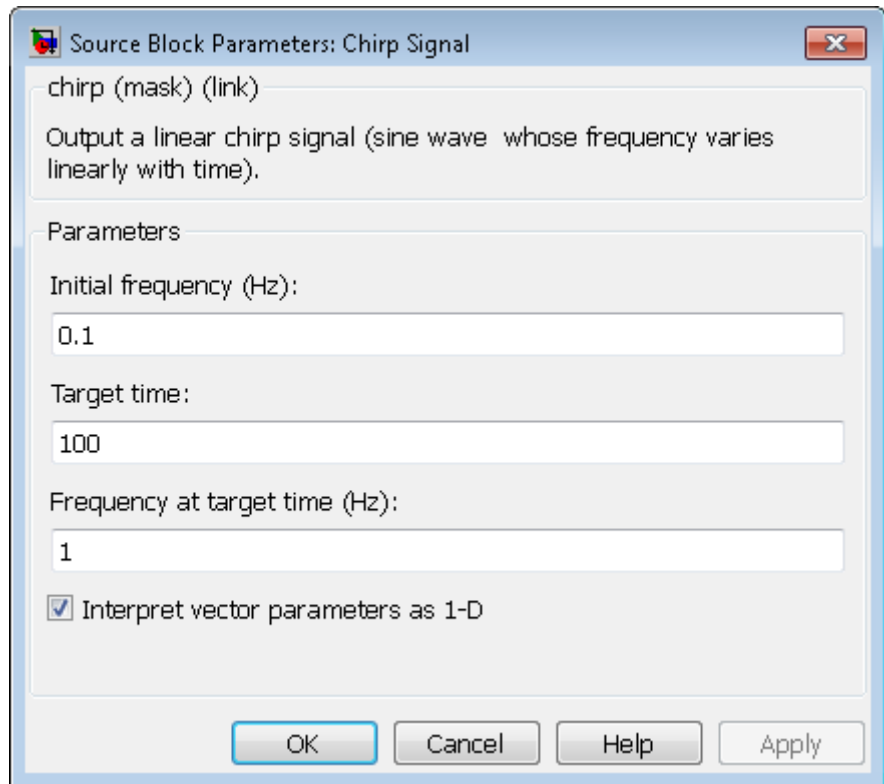 Source Block Parameters: Chirp Signal
chirp (mask) (link)
Output a linear chirp signal (sine wave  whose frequency varies
linearly with time).
Parameters
Initial frequency (Hz):
0.1
Target time:
100
Frequency at target time (Hz):
1
Interpret vector parameters as 1-D
OK Cancel Help Apply